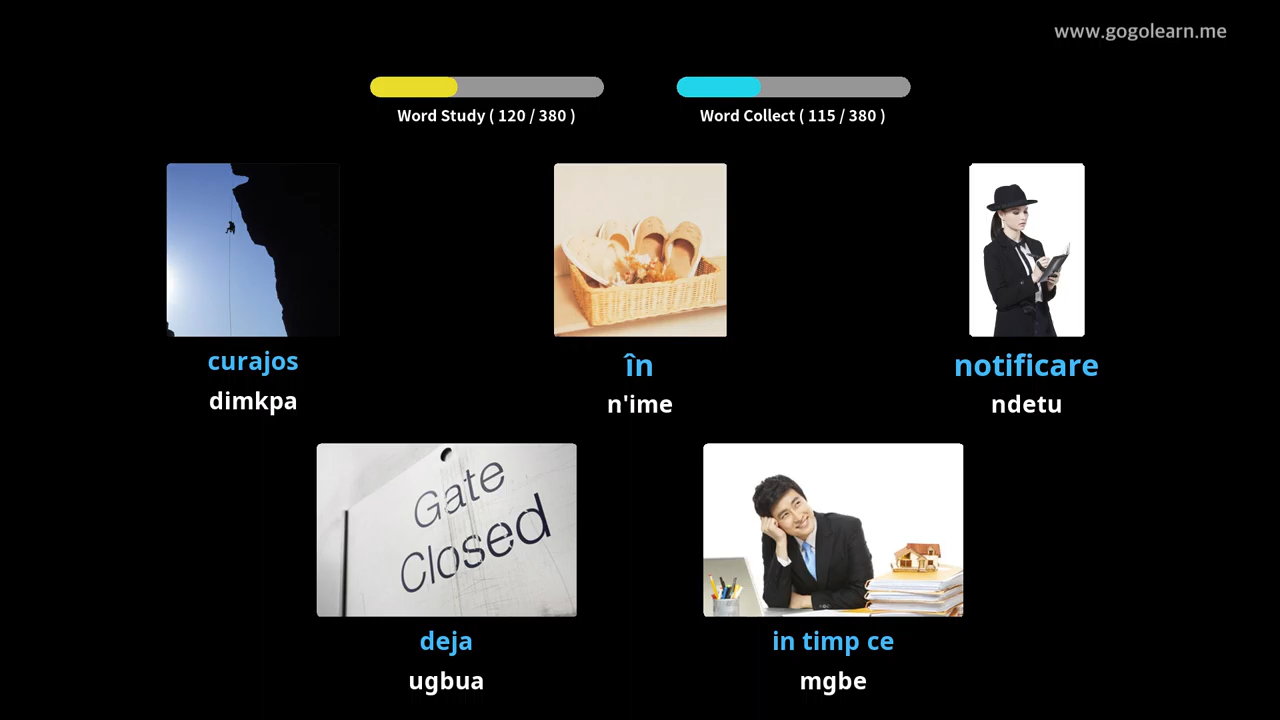 www.gogolearn.me
Word Study ( 120 / 380 )
Word Collect ( 115 / 380 )
curajos
dimkpa
în
n'ime
notificare
ndetu
Gate
Closed
deja
ugbua
in timp ce
mgbe